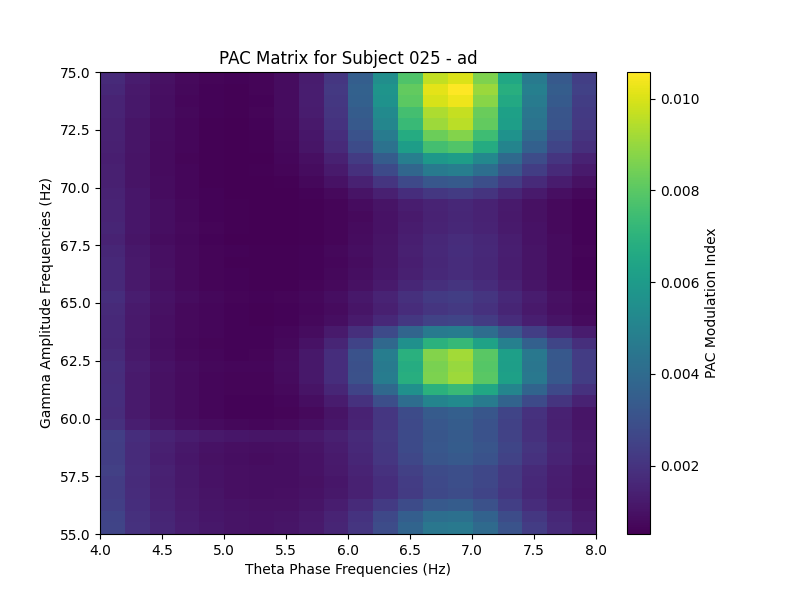 PAC Matrix for Subject 025 - ad
75.0
72.5
70.0
67.5
65.0
62.5
60.0
57.5
55.0
Gamma Amplitude Frequencies (Hz)
4.0 4.5 5.0 5.5 6.0 6.5 7.0 7.5 8.0
Theta Phase Frequencies (Hz)
0.010
0.008
0.006
0.004
0.002
PAC Modulation Index